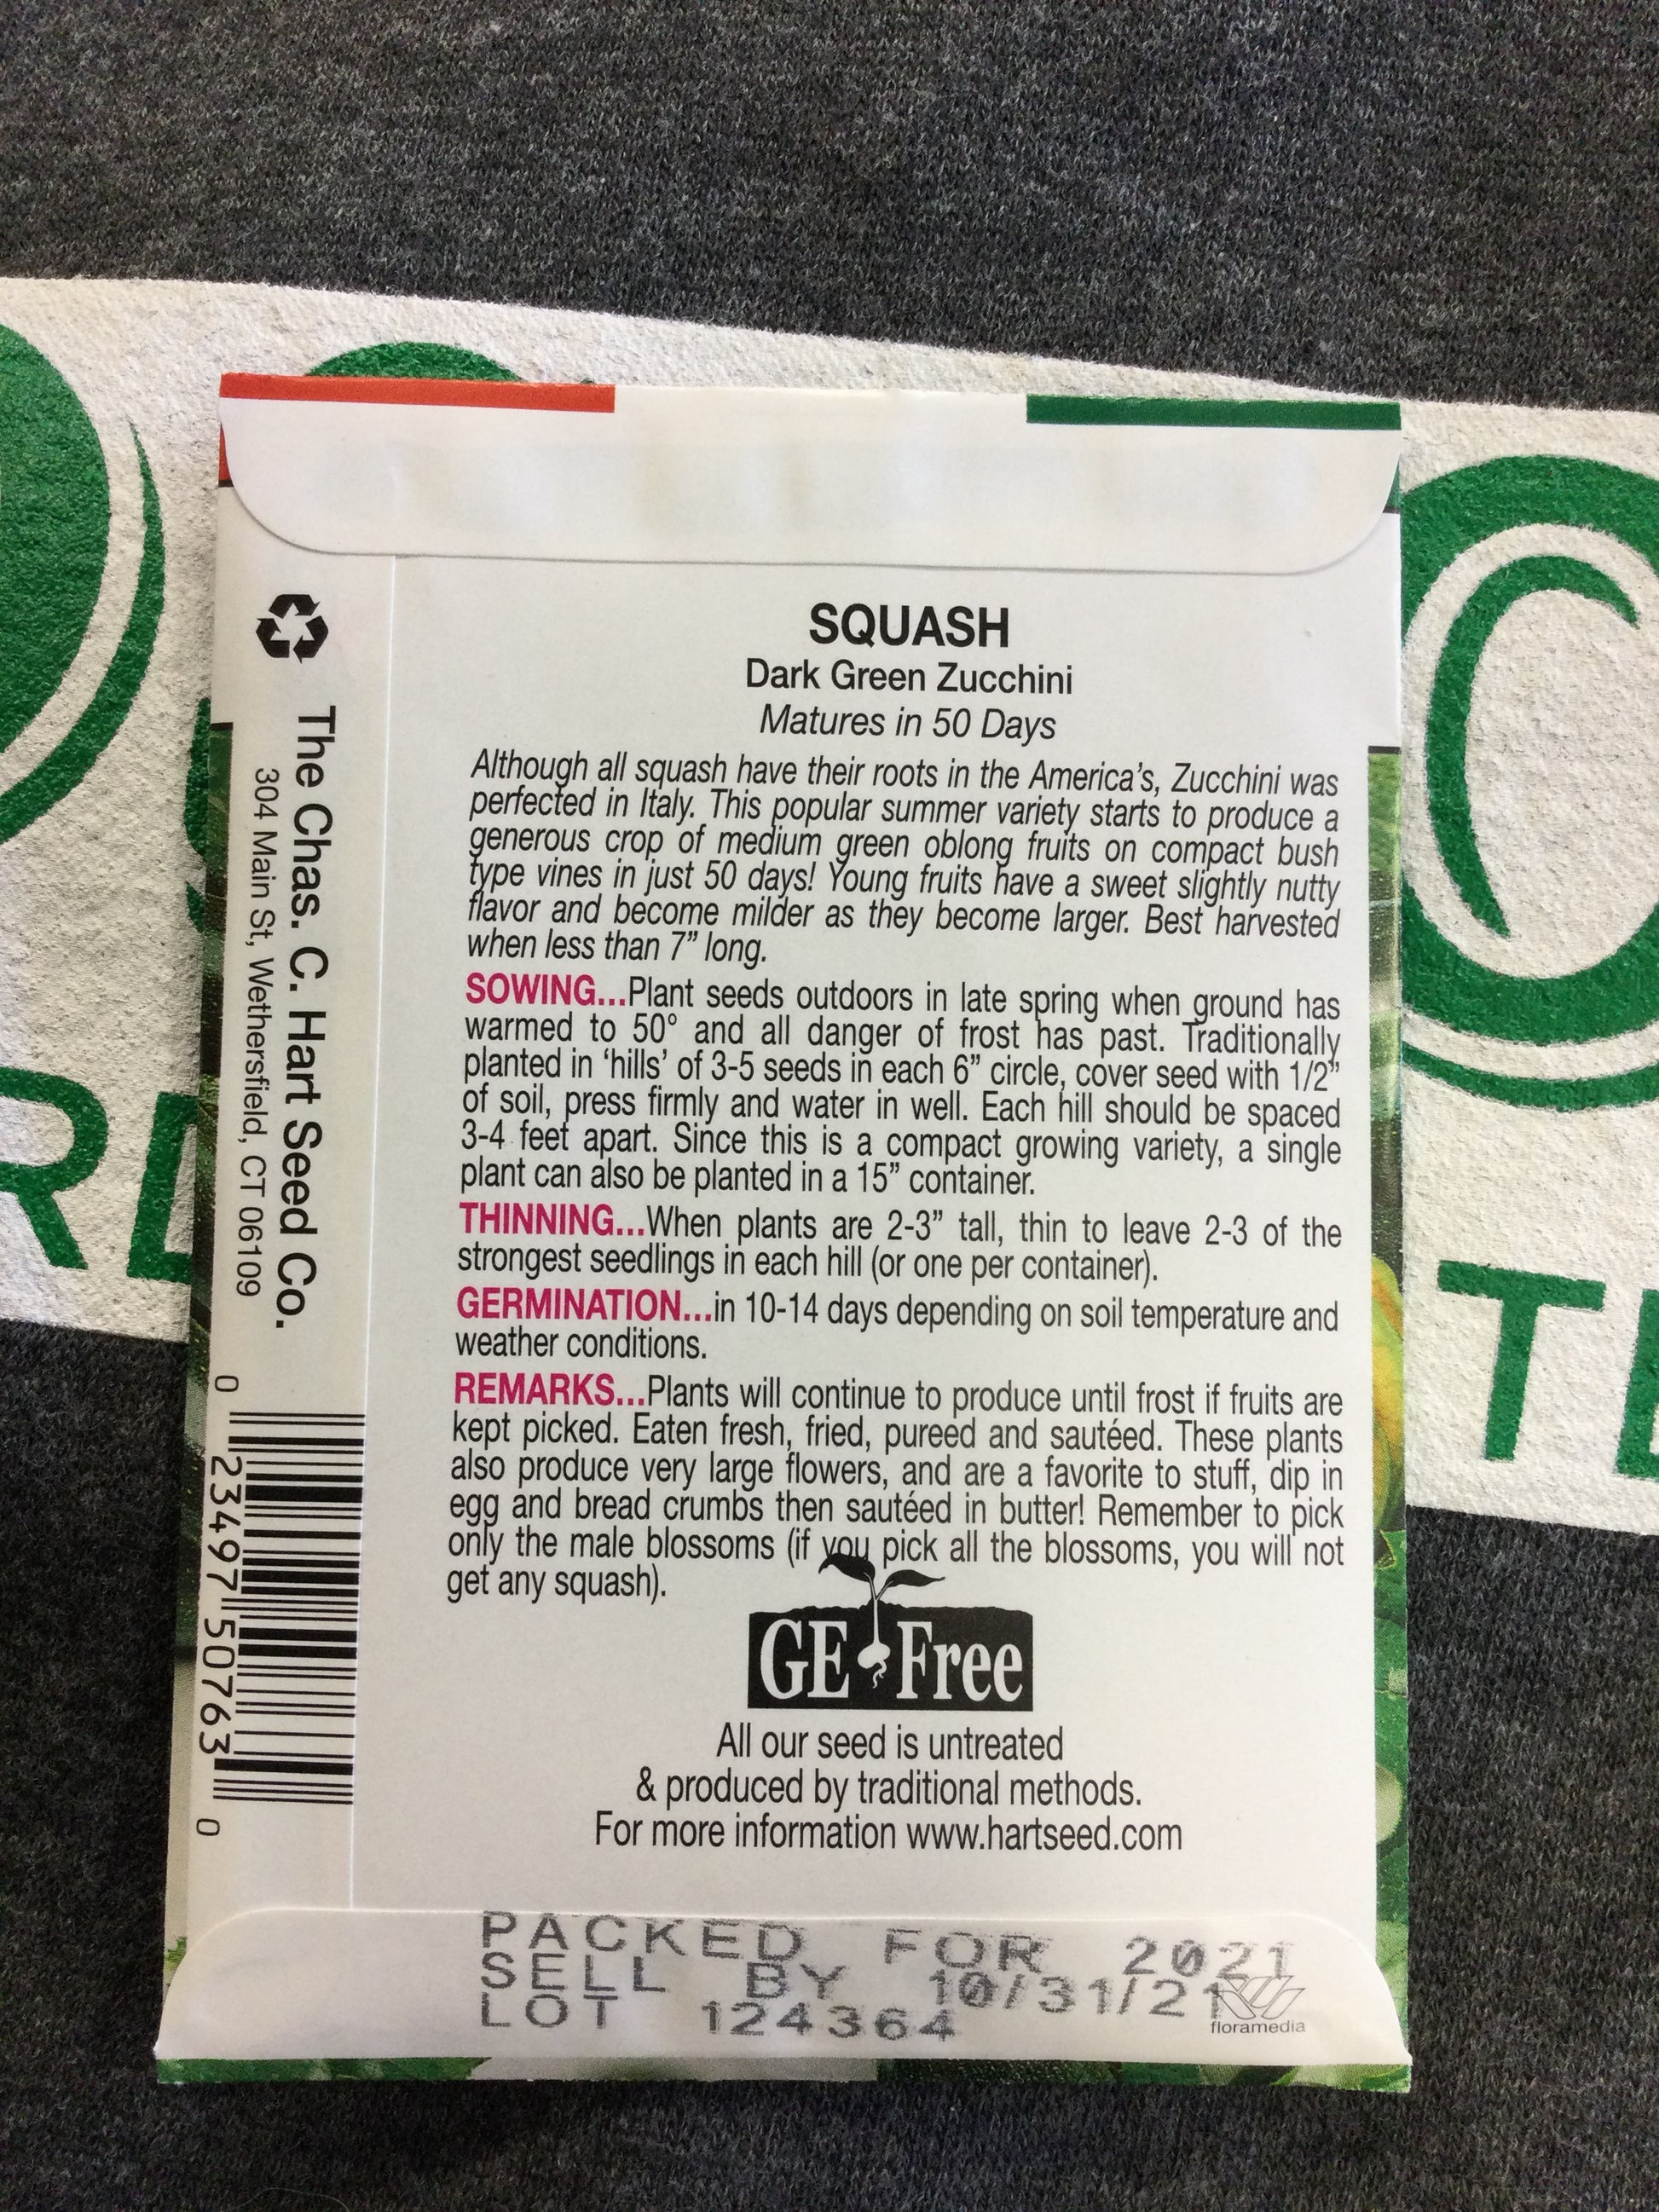 SQUASH
Dark Green Zucchini
Matures in 50 Days
Although all squash have their roots in the America's, Zucchini was
perfected in Italy. This popular summer variety starts to produce a
generous crop of medium green oblong fruits on compact bush
type vines in just 50 days! Young fruits have a sweet slightly nutty
flavor and become milder as they become larger. Best harvested
when less than 7” long.
SOWING...Plant seeds outdoors in late spring when ground has
warmed to 50° and all danger of frost has past. Traditionally
planted in ‘hills’ of 3-5 seeds in each 6” circle, cover seed with 1/2”
of soil, press firmly and water in well. Each hill should be spaced
3-4 feet apart. Since this is a compact growing variety, a single
plant can also be planted in a 15” container.
THINNING...When plants are 2-3” tall, thin to leave 2-3 of the
strongest seedlings in each hill (or one per container).
GERMINATION...in 10-14 days depending on soil temperature and
weather conditions.
REMARKS...Plants will continue to produce until frost if fruits are
kept picked. Eaten fresh, fried, pureed and sautéed. These plants
also produce very large flowers, and are a favorite to stuff, dip in
egg and bread crumbs then sautéed in butter! Remember to pick
only the male blossoms (if you pick all the blossoms, you will not
get any squash).
GE Free
All our seed is untreated
& produced by traditional methods.
For more information www.hartseed.com
PACKED FOR 2021
SELL BY 10/31/21
LOT 124364
floramedia
The Chas. C. Hart Seed Co.
304 Main St, Wethersfield, CT 06109
0 23497 50763 0